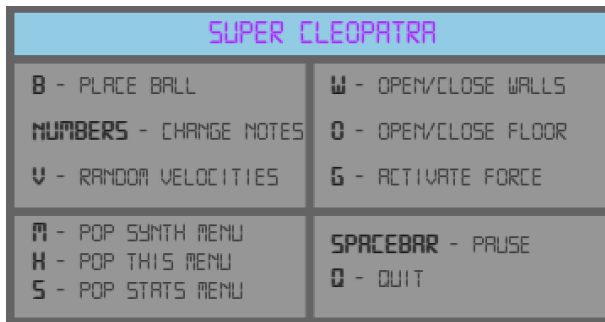 SUPER CLEOPATRA
B - PLACE BALL
NUMBERS - CHANGE NOTES
V - RANDOM VELOCITIES
W - OPEN/CLOSE WALLS
O - OPEN/CLOSE FLOOR
G - ACTIVATE FORCE
M - POP SYNTH MENU
K - POP THIS MENU
S - POP STATS MENU
SPACEBAR - PAUSE
Q - QUIT